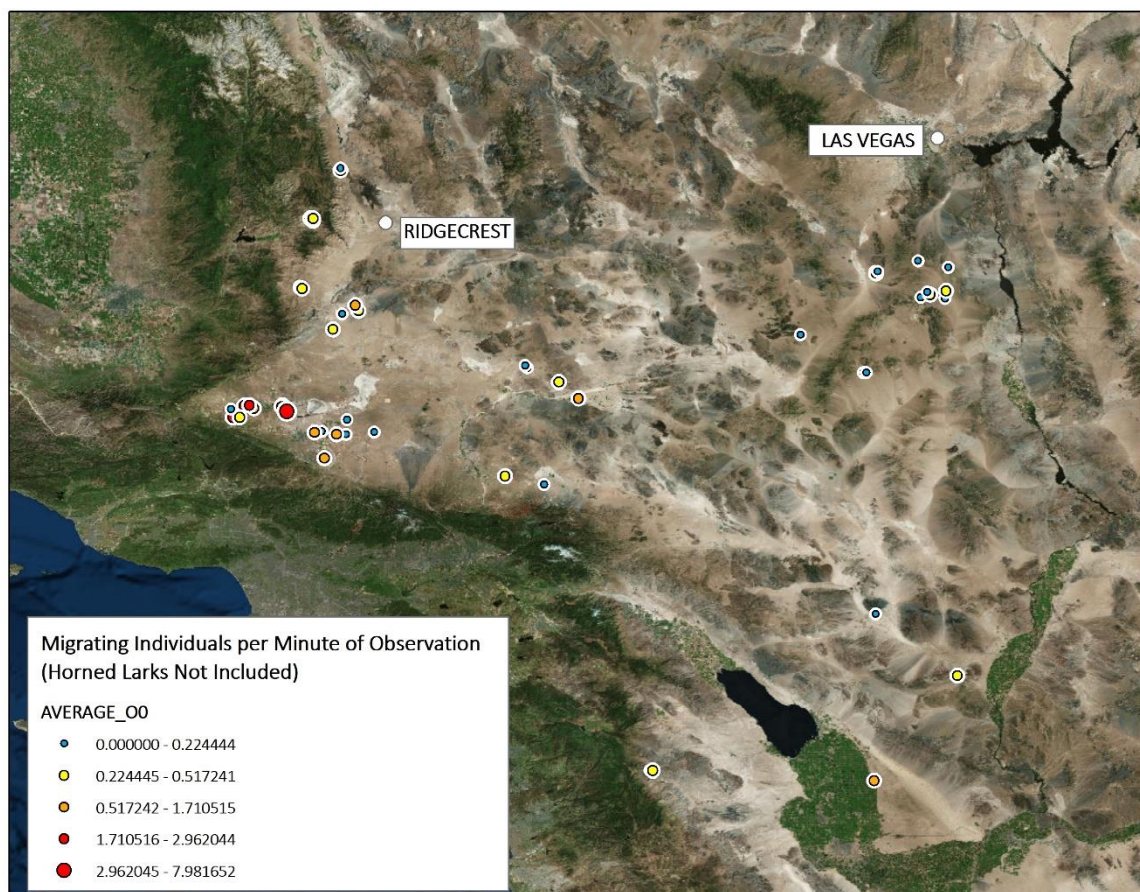 LAS VEGAS
RIDGECREST
Migrating Individuals per Minute of Observation
(Horned Larks Not Included)
AVERAGE_O0
0.000000 - 0.224444
0.224445 - 0.517241
0.517242 - 1.710515
1.710516 - 2.962044
2.962045 - 7.981652